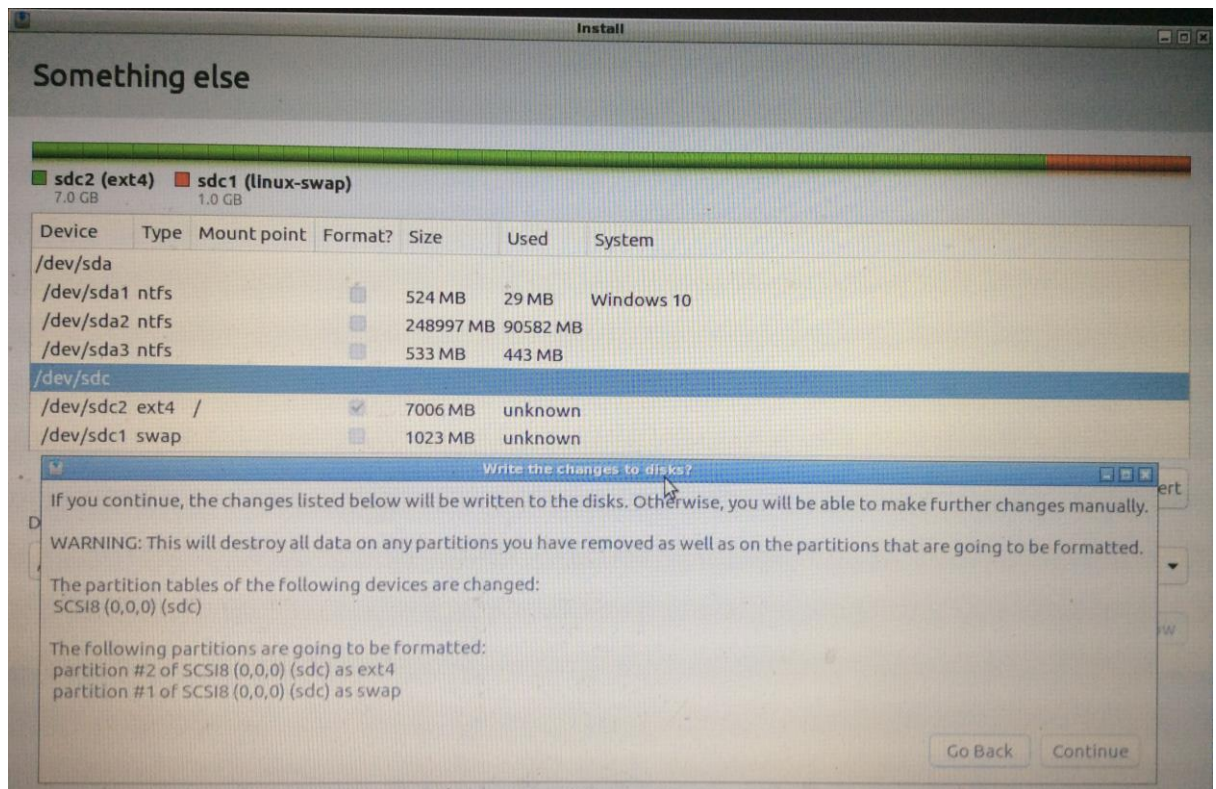 Install
Something else
sdc2 (ext4) sdc1 (linux-swap)
7.0 GB 1.0 GB
Device Type Mount point Format? Size Used System
/dev/sda
/dev/sda1 ntfs 524 MB 29 MB Windows 10
/dev/sda2 ntfs 248997 MB 90582 MB
/dev/sda3 ntfs 533 MB 443 MB
/dev/sdc
/dev/sdc2 ext4 / 7006 MB unknown
/dev/sdc1 swap 1023 MB unknown
Write the changes to disks?
If you continue, the changes listed below will be written to the disks. Otherwise, you will be able to make further changes manually.
WARNING: This will destroy all data on any partitions you have removed as well as on the partitions that are going to be formatted.
The partition tables of the following devices are changed:
SCSI8 (0,0,0) (sdc)
The following partitions are going to be formatted:
partition #2 of SCSI8 (0,0,0) (sdc) as ext4
partition #1 of SCSI8 (0,0,0) (sdc) as swap
Go Back Continue